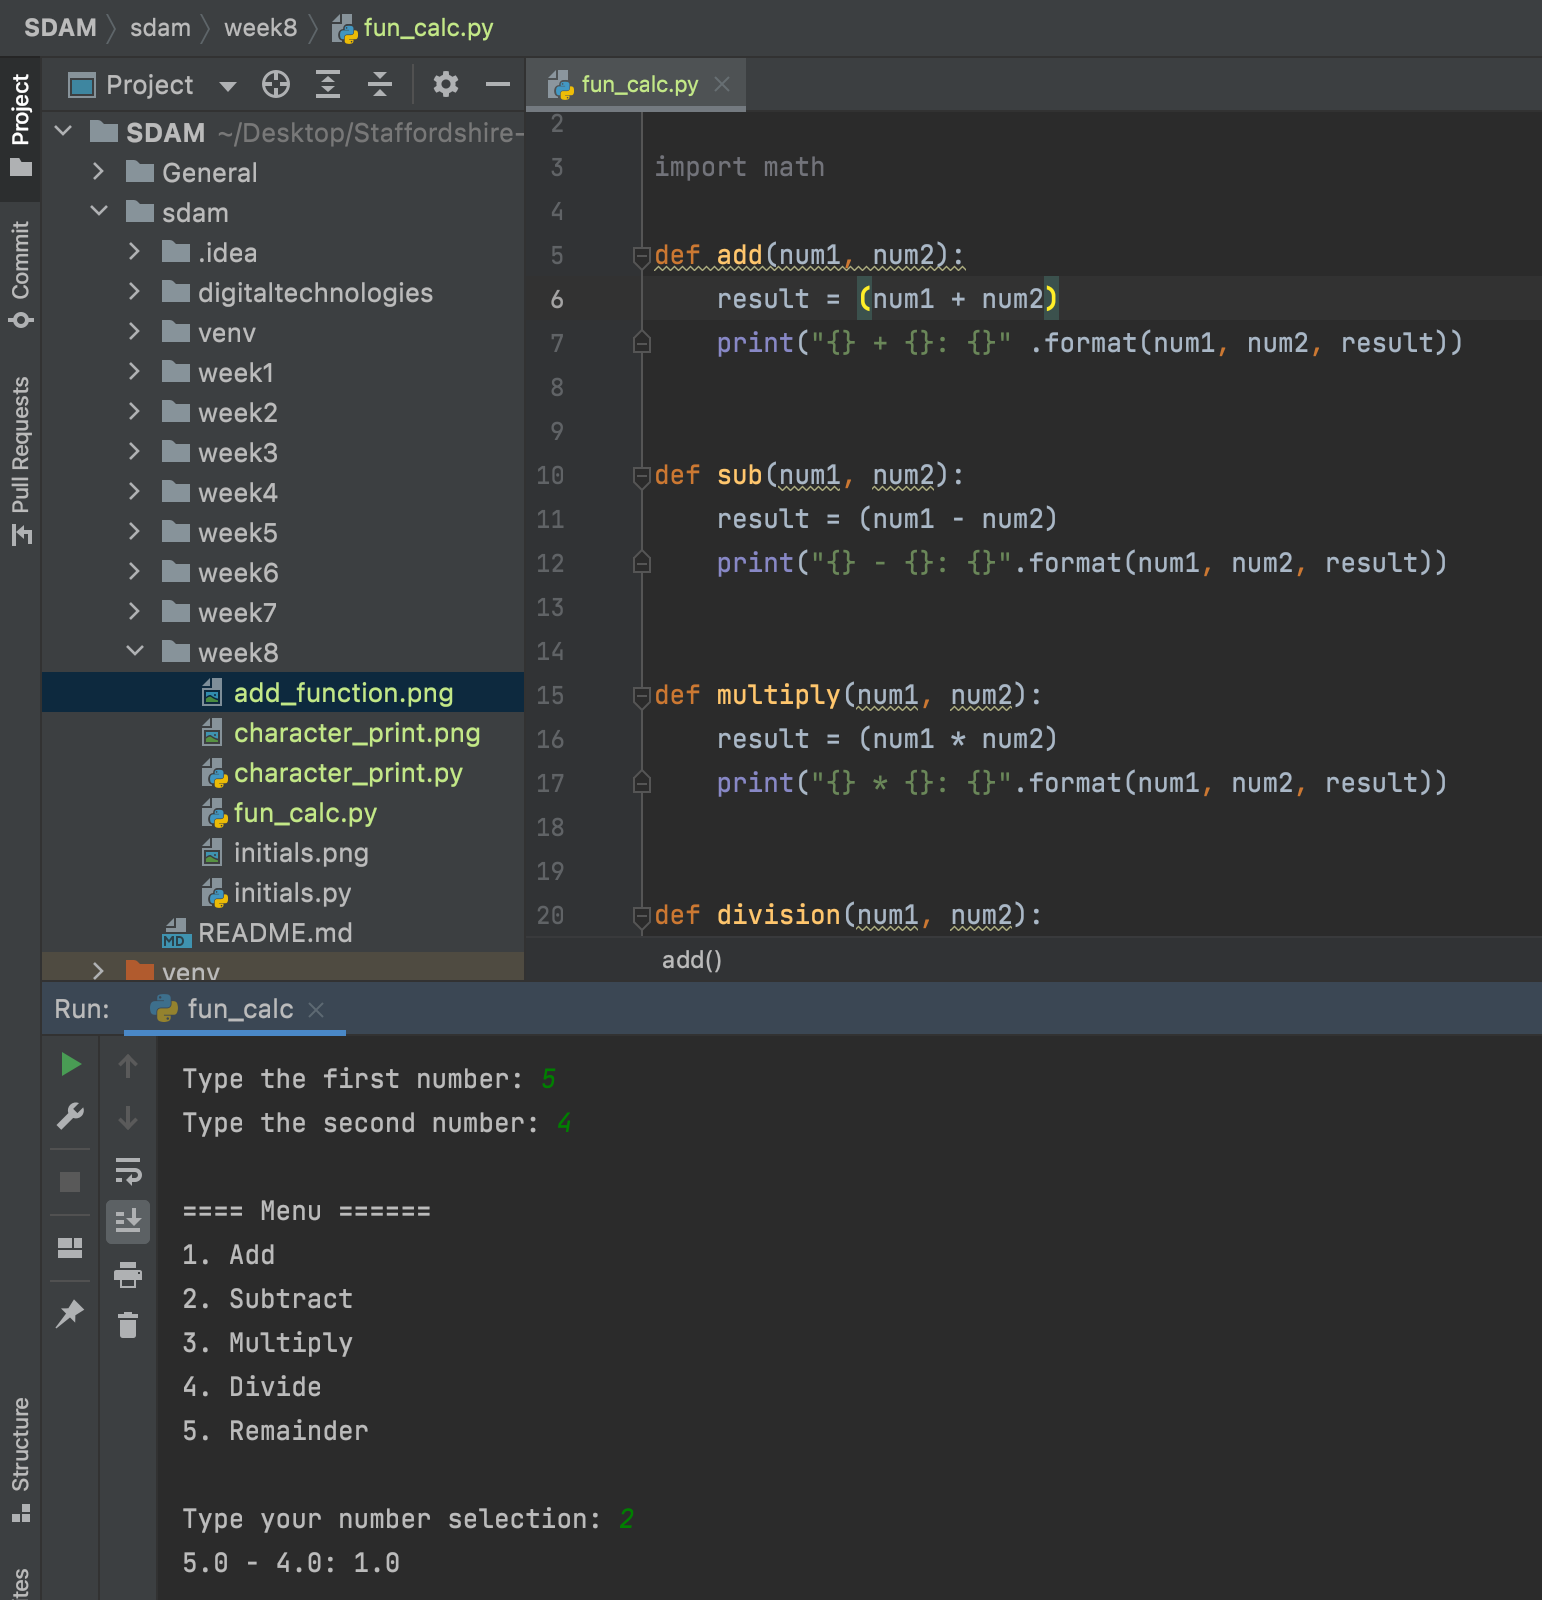 SDAM sdam week8 fun_calc.py
Project
Commit
Pull Requests
Structure
Project
SDAM ~/Desktop/Staffordshire-
General
sdam
.idea
digitaltechnologies
venv
week1
week2
week3
week4
week5
week6
week7
week8
add_function.png
character_print.png
character_print.py
fun_calc.py
initials.png
initials.py
MD README.md
venv
fun_calc.py
2
3 import math
4
5 def add(num1, num2):
6 result = (num1 + num2)
7 print("{} + {}: {}" .format(num1, num2, result))
8
9
10 def sub(num1, num2):
11 result = (num1 - num2)
12 print("{} - {}: {}".format(num1, num2, result))
13
14
15 def multiply(num1, num2):
16 result = (num1 * num2)
17 print("{} * {}: {}".format(num1, num2, result))
18
19
20 def division(num1, num2):
add()
Run: fun_calc
Type the first number: 5
Type the second number: 4
==== Menu ======
1. Add
2. Subtract
3. Multiply
4. Divide
5. Remainder
Type your number selection: 2
5.0 - 4.0: 1.0